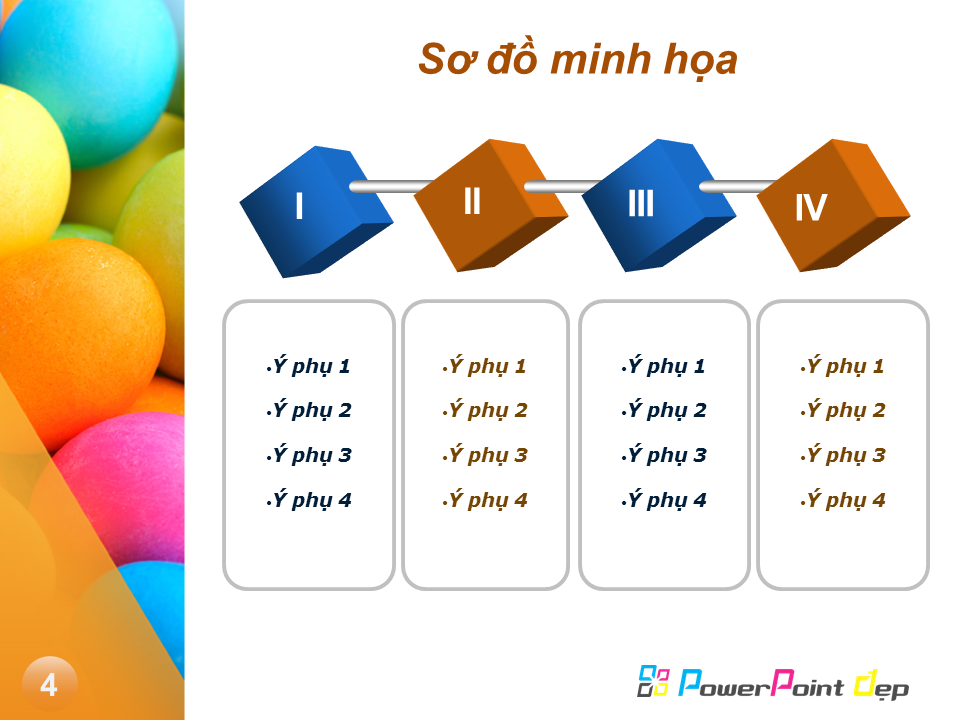 Sơ đồ minh họa
I
II
III
IV
•Ý phụ 1
•Ý phụ 2
•Ý phụ 3
•Ý phụ 4
•Ý phụ 1
•Ý phụ 2
•Ý phụ 3
•Ý phụ 4
•Ý phụ 1
•Ý phụ 2
•Ý phụ 3
•Ý phụ 4
•Ý phụ 1
•Ý phụ 2
•Ý phụ 3
•Ý phụ 4
4
PowerPoint đẹp